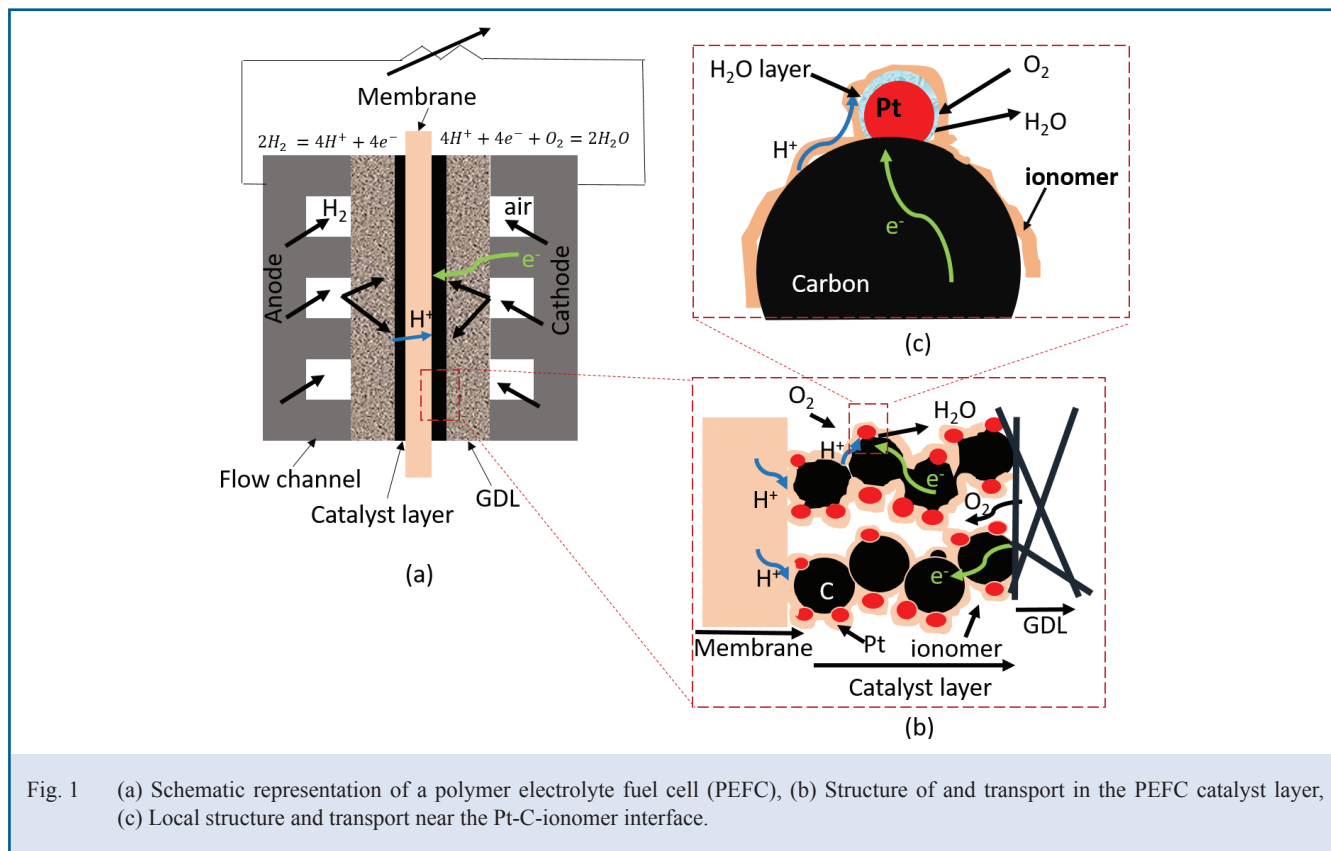 Membrane
2H₂ = 4H⁺ + 4e⁻
4H⁺ + 4e⁻ + O₂ = 2H₂O
H₂
air
Anode
Cathode
e⁻
H⁺
Flow channel
Catalyst layer
GDL
(a)
H₂O layer
Pt
O₂
H₂O
H⁺
ionomer
e⁻
Carbon
(c)
O₂
H₂O
H⁺
H⁺
e⁻
O₂
H⁺
C
e⁻
GDL
Membrane
Pt
ionomer
Catalyst layer
(b)
Fig. 1 (a) Schematic representation of a polymer electrolyte fuel cell (PEFC), (b) Structure of and transport in the PEFC catalyst layer,
(c) Local structure and transport near the Pt-C-ionomer interface.